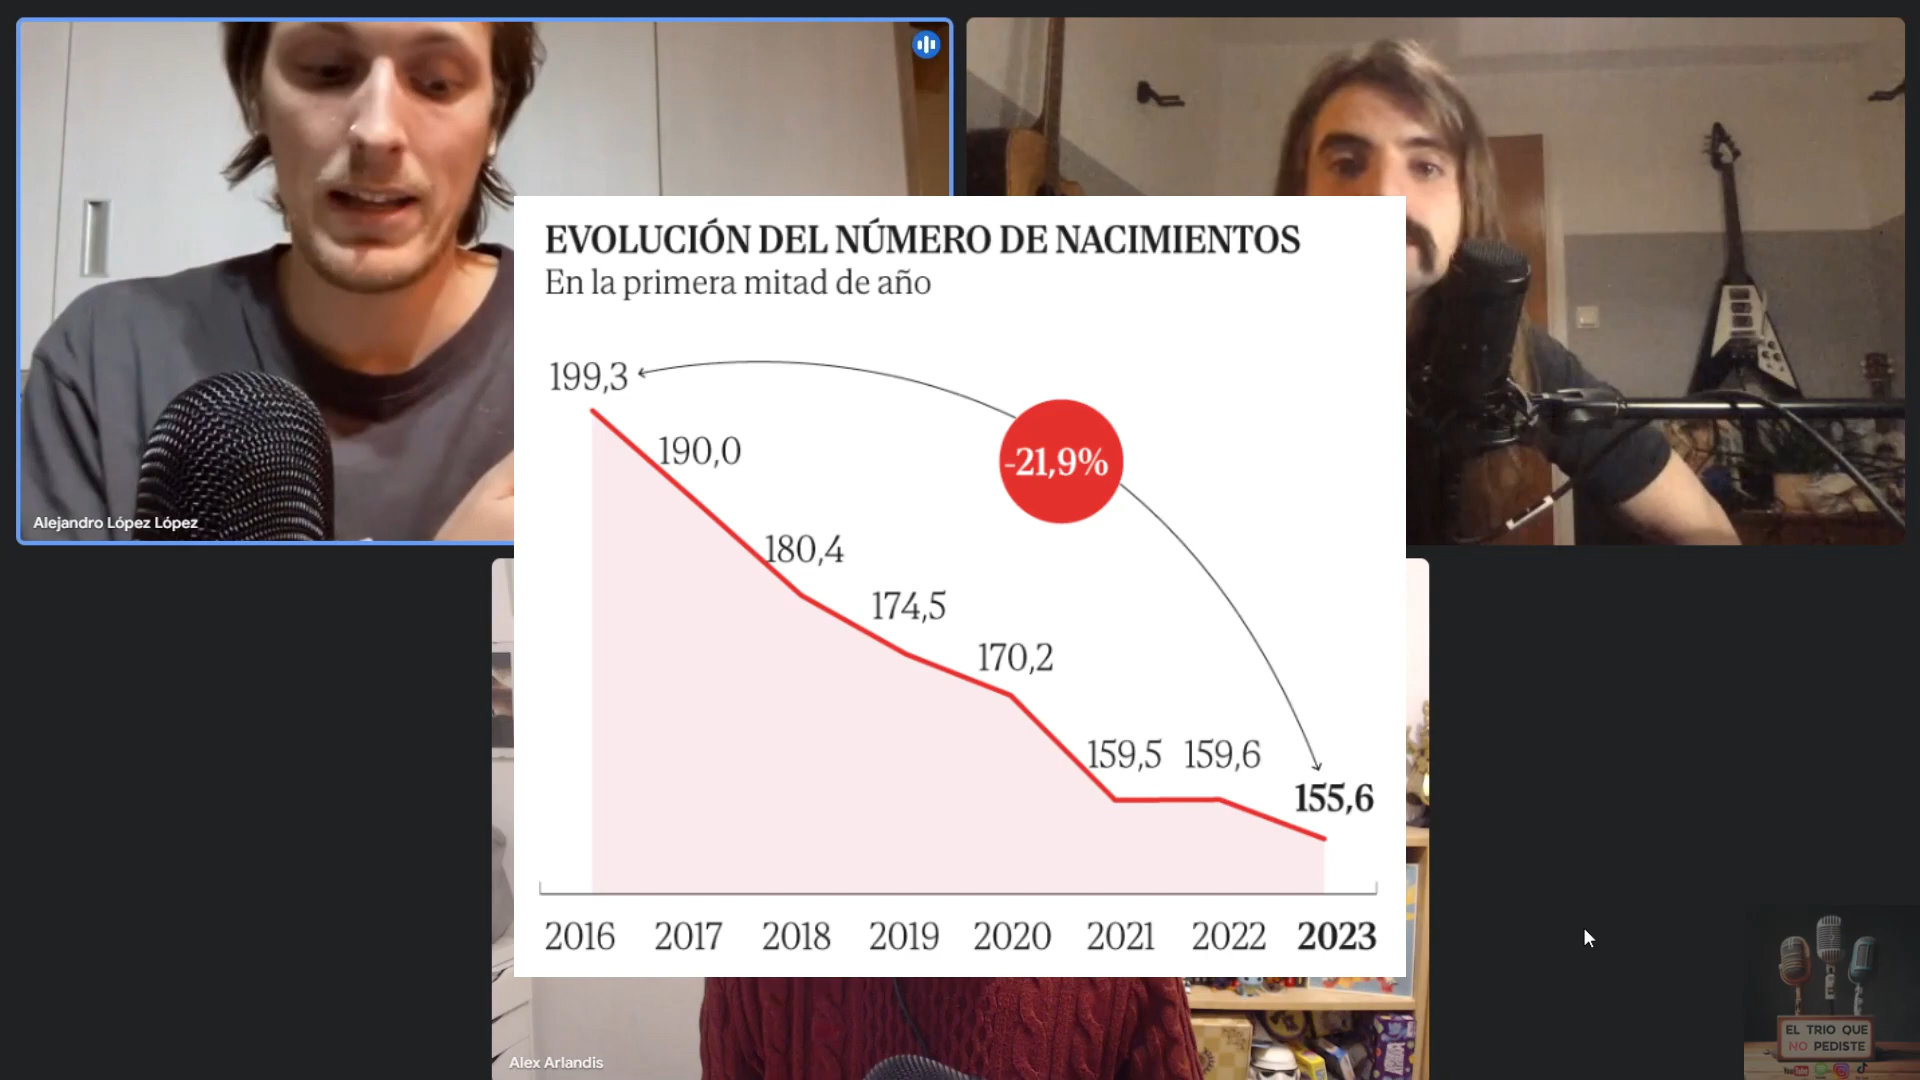 EVOLUCIÓN DEL NÚMERO DE NACIMIENTOS
En la primera mitad de año
199,3
190,0
-21,9%
180,4
174,5
170,2
159,5 159,6
155,6
2016 2017 2018 2019 2020 2021 2022 2023
Alejandro López López
Alex Arlandis
EL TRIO QUE
NO PEDISTE
YouTube